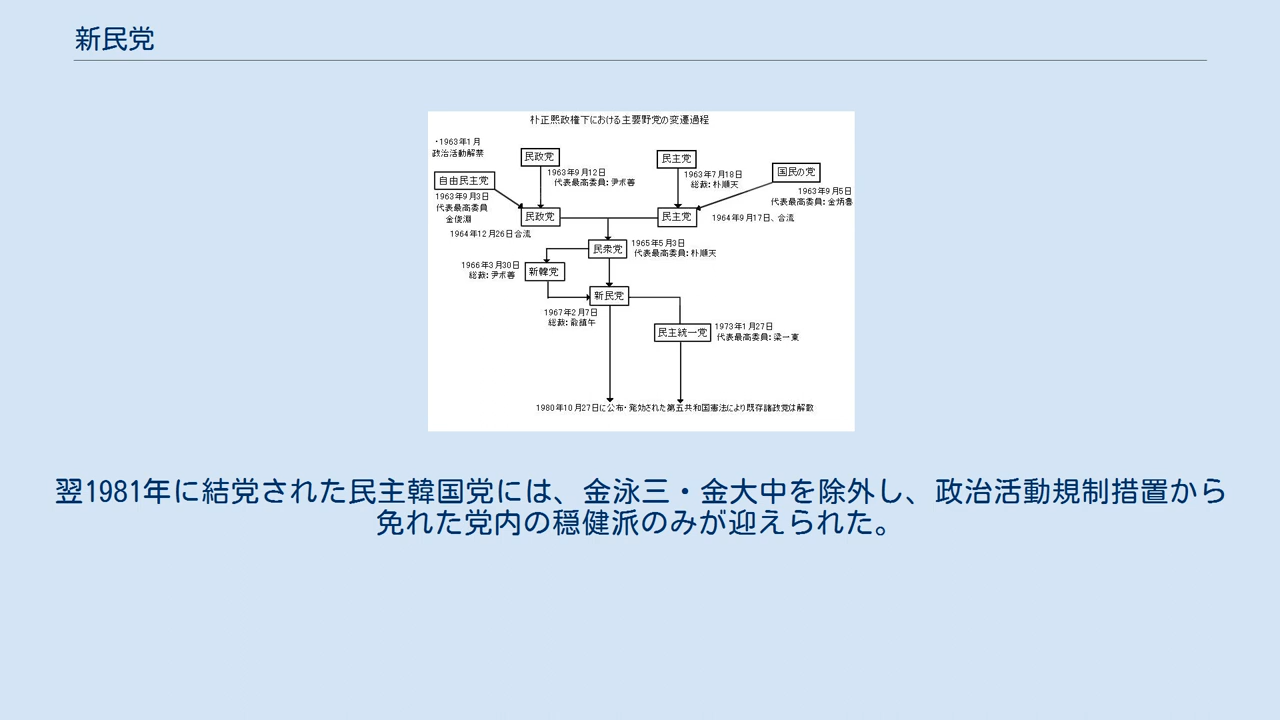 新民党
朴正熙政権下における主要野党の変遷過程
・1963年1月
政治活動解禁
民政党
1963年9月12日
代表最高委員:尹潽善
民主党
1963年7月18日
総裁:朴順天
国民の党
1963年9月5日
代表最高委員:金炳魯
自由民主党
1963年9月3日
代表最高委員
金俊淵
民政党
1964年12月26日合流
民主党
1964年9月17日、合流
民衆党
1965年5月3日
代表最高委員:朴順天
1966年3月30日
総裁:尹潽善
新韓党
新民党
1967年2月7日
総裁:兪鎮午
民主統一党
1973年1月27日
代表最高委員:梁一東
1980年10月27日に公布・発効された第五共和国憲法により既存諸政党は解散
翌1981年に結党された民主韓国党には、金泳三・金大中を除外し、政治活動規制措置から
免れた党内の穏健派のみが迎えられた。